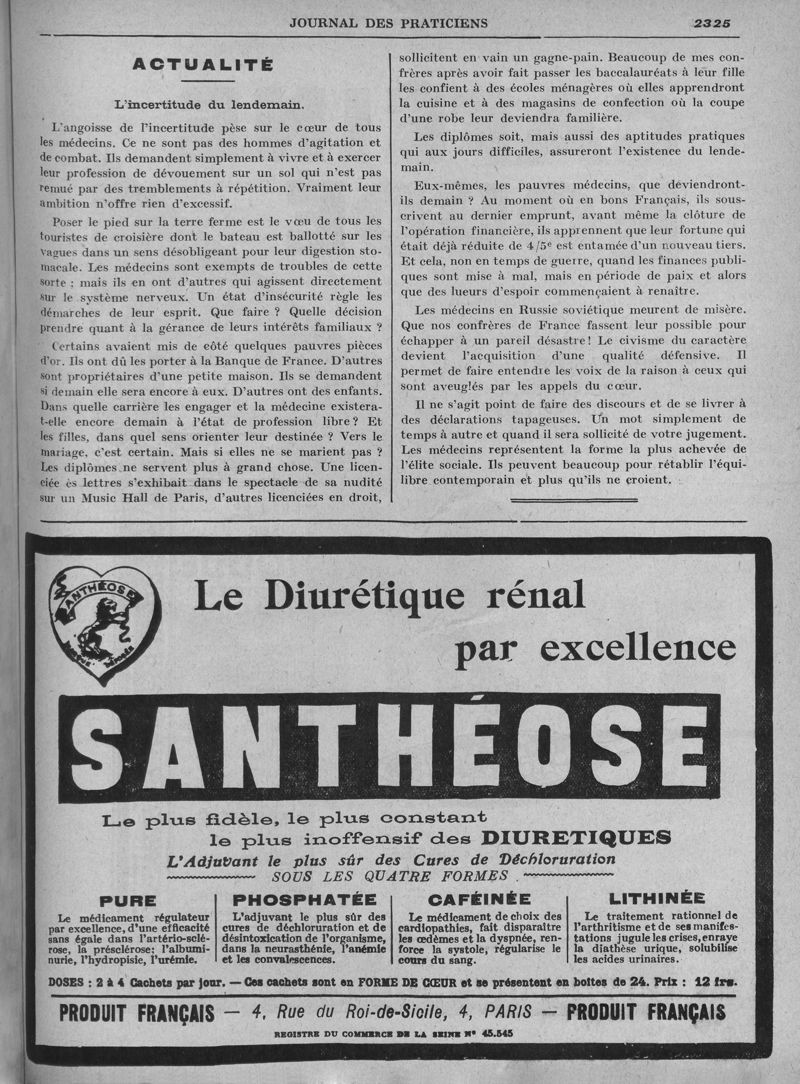 JOURNAL DES PRATICIENS 2325
ACTUALITÉ
L'incertitude du lendemain.
L'angoisse de l'incertitude pèse sur le cœur de tous
les médecins. Ce ne sont pas des hommes d'agitation et
de combat. Ils demandent simplement à vivre et à exercer
leur profession de dévouement sur un sol qui n'est pas
remué par des tremblements à répétition. Vraiment leur
ambition n'offre rien d'excessif.
Poser le pied sur la terre ferme est le vœu de tous les
touristes de croisière dont le bateau est ballotté sur les
vagues dans un sens désobligeant pour leur digestion sto-
macale. Les médecins sont exempts de troubles de cette
sorte ; mais ils en ont d'autres qui agissent directement
sur le système nerveux. Un état d'insécurité règle les
démarches de leur esprit. Que faire ? Quelle décision
prendre quant à la gérance de leurs intérêts familiaux ?
Certains avaient mis de eôté quelques pauvres pièces
d'or. Ils ont dû les porter à la Banque de France. D'autres
sont propriétaires d'une petite maison. Ils se demandent
si demain elle sera encore à eux. D'autres ont des enfants.
Dans quelle carrière les engager et la médecine existera-
t-elle encore demain à l'état de profession libre ? Et
les filles, dans quel sens orienter leur destinée ? Vers le
mariage, c'est certain. Mais si elles ne se marient pas ?
Les diplômes ne servent plus à grand chose. Une licen-
ciée ès lettres s'exhibait dans le spectacle de sa nudité
sur un Music Hall de Paris, d'autres licenciées en droit,
sollicitent en vain un gagne-pain. Beaucoup de mes con-
frères après avoir fait passer les baccalauréats à leur fille
les confient à des écoles ménagères où elles apprendront
la cuisine et à des magasins de confection où la coupe
d'une robe leur deviendra familière.
Les diplômes soit, mais aussi des aptitudes pratiques
qui aux jours difficiles, assureront l'existence du lende-
main.
Eux-mêmes, les pauvres médecins, que deviendront-
ils demain ? Au moment où en bons Français, ils sous-
crivent au dernier emprunt, avant même la clôture de
l'opération financière, ils apprennent que leur fortune qui
était déjà réduite de 4/5e est entamée d'un nouveau tiers.
Et cela, non en temps de guerre, quand les finances publi-
ques sont mise à mal, mais en période de paix et alors
que des lueurs d'espoir commençaient à renaître.
Les médecins en Russie soviétique meurent de misère.
Que nos confrères de France fassent leur possible pour
échapper à un pareil désastre ! Le civisme du caractère
devient l'acquisition d'une qualité défensive. Il
permet de faire entendre les voix de la raison à ceux qui
sont aveuglés par les appels du cœur.
Il ne s'agit point de faire des discours et de se livrer à
des déclarations tapageuses. Un mot simplement de
temps à autre et quand il sera sollicité de votre jugement.
Les médecins représentent la forme la plus achevée de
l'élite sociale. Ils peuvent beaucoup pour rétablir l'équi-
libre contemporain et plus qu'ils ne croient.
SANTHÉOSE
MARQUE DÉPOSÉE
Le Diurétique rénal
par excellence
SANTHÉOSE
Le plus fidèle, le plus constant
le plus inoffensif des DIURETIQUES
L'Adjuvant le plus sûr des Cures de Déchloruration
SOUS LES QUATRE FORMES.
PURE
Le médicament régulateur
par excellence, d'une efficacité
sans égale dans l'artério-sclé-
rose, la présclérose: l'albumi-
nurie, l'hydropisie, l'urémie.
PHOSPHATÉE
L'adjuvant le plus sûr des
cures de déchloruration et de
désintoxication de l'organisme,
dans la neurasthénie, l'anémie
et les convalescences.
CAFÉINÉE
Le médicament de choix des
cardiopathies, fait disparaître
les œdèmes et la dyspnée, ren-
force la systole, régularise le
cours du sang.
LITHINÉE
Le traitement rationnel de
l'arthritisme et de ses manifes-
tations jugule les crises, enraye
la diathèse urique, solubilise
les acides urinaires.
DOSES : 2 à 4 Cachets par jour. — Ces cachets sont en FORME DE CŒUR et se présentent en boîtes de 24. Prix : 12 frs.
PRODUIT FRANÇAIS — 4, Rue du Roi-de-Sicile, 4, PARIS — PRODUIT FRANÇAIS
REGISTRE DU COMMERCE DE LA SEINE N° 45.545